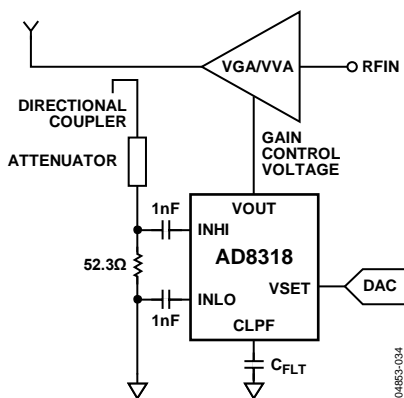 VGA/VVA
RFIN
DIRECTIONAL
COUPLER
ATTENUATOR
GAIN
CONTROL
VOLTAGE
1nF
VOUT
INHI
AD8318
52.3Ω
VSET
DAC
INLO
1nF
CLPF
CFLT
04853-034